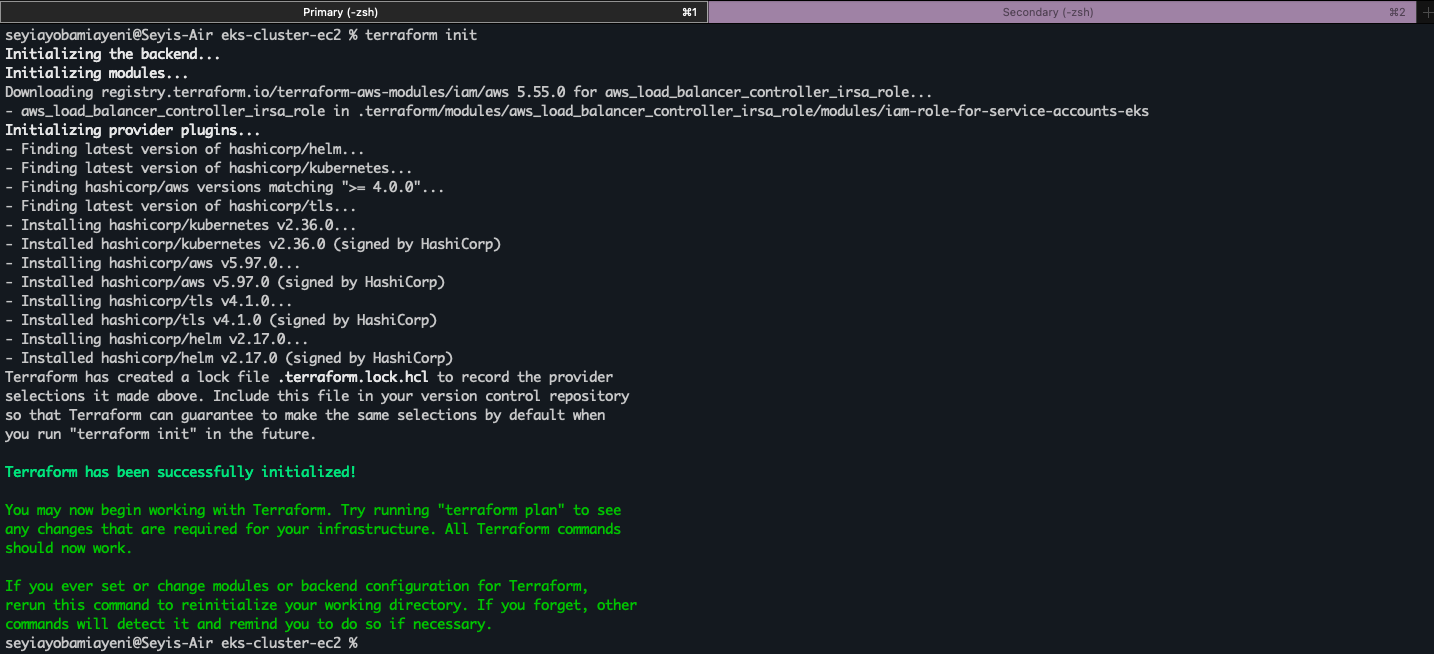 Primary (-zsh) ⌘1 Secondary (-zsh) ⌘2 +
seyiayobamiayeni@Seyis-Air eks-cluster-ec2 % terraform init
Initializing the backend...
Initializing modules...
Downloading registry.terraform.io/terraform-aws-modules/iam/aws 5.55.0 for aws_load_balancer_controller_irsa_role...
- aws_load_balancer_controller_irsa_role in .terraform/modules/aws_load_balancer_controller_irsa_role/modules/iam-role-for-service-accounts-eks
Initializing provider plugins...
- Finding latest version of hashicorp/helm...
- Finding latest version of hashicorp/kubernetes...
- Finding hashicorp/aws versions matching ">= 4.0.0"...
- Finding latest version of hashicorp/tls...
- Installing hashicorp/kubernetes v2.36.0...
- Installed hashicorp/kubernetes v2.36.0 (signed by HashiCorp)
- Installing hashicorp/aws v5.97.0...
- Installed hashicorp/aws v5.97.0 (signed by HashiCorp)
- Installing hashicorp/tls v4.1.0...
- Installed hashicorp/tls v4.1.0 (signed by HashiCorp)
- Installing hashicorp/helm v2.17.0...
- Installed hashicorp/helm v2.17.0 (signed by HashiCorp)
Terraform has created a lock file .terraform.lock.hcl to record the provider
selections it made above. Include this file in your version control repository
so that Terraform can guarantee to make the same selections by default when
you run "terraform init" in the future.
Terraform has been successfully initialized!
You may now begin working with Terraform. Try running "terraform plan" to see
any changes that are required for your infrastructure. All Terraform commands
should now work.
If you ever set or change modules or backend configuration for Terraform,
rerun this command to reinitialize your working directory. If you forget, other
commands will detect it and remind you to do so if necessary.
seyiayobamiayeni@Seyis-Air eks-cluster-ec2 %